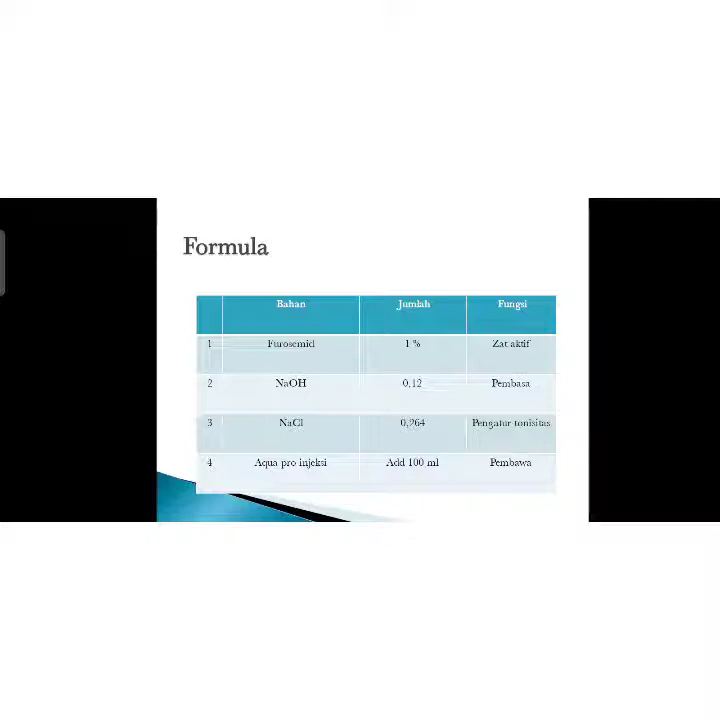 Formula
Bahan Jumlah Fungsi
1 Furosemid 1 % Zat aktif
2 NaOH 0,12 Pembasa
3 NaCl 0,264 Pengatur tonisitas
4 Aqua pro injeksi Add 100 ml Pembawa